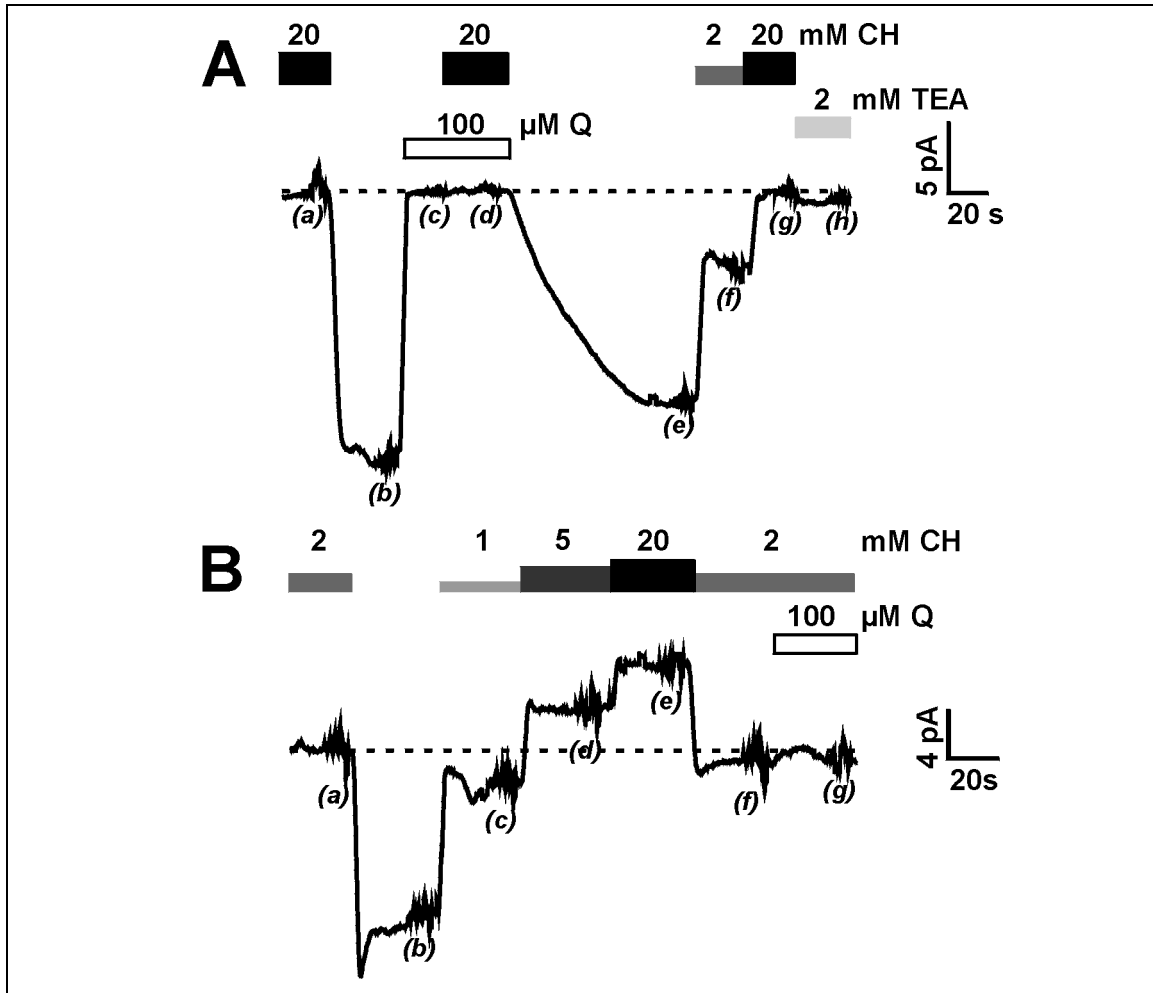 A
20 20 2 20 mM CH
2 mM TEA
100 µM Q
5 pA
20 s
(a) (c) (d) (g) (h)
(f)
(e)
(b)
B
2 1 5 20 2 mM CH
100 µM Q
(e)
4 pA
(d)
20s
(a) (c) (f) (g)
(b)